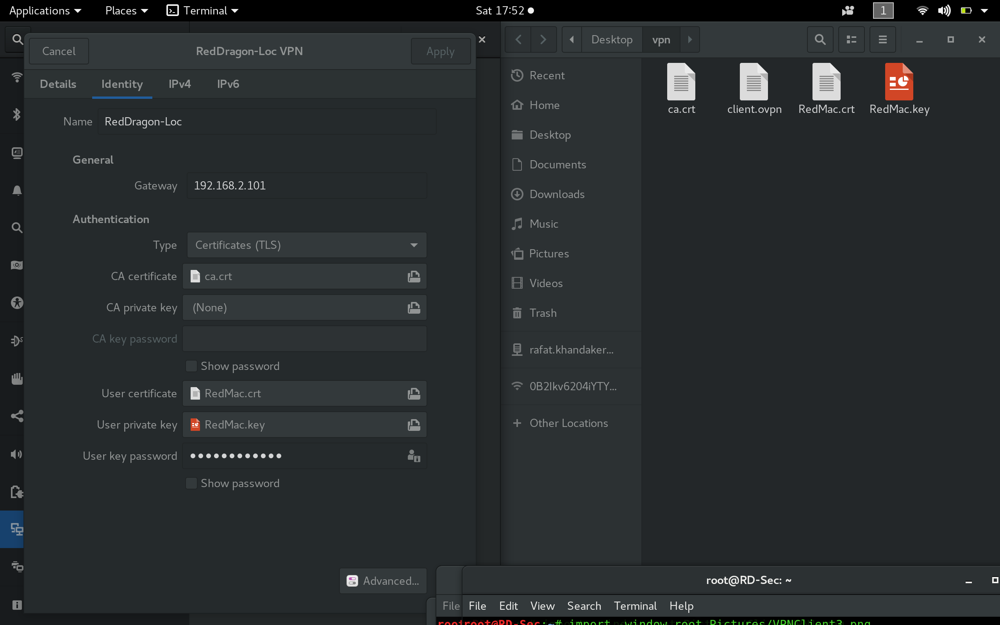 Applications Places Terminal Sat 17:52 1
Cancel RedDragon-Loc VPN Apply
Details Identity IPv4 IPv6
Name RedDragon-Loc
General
Gateway 192.168.2.101
Authentication
Type Certificates (TLS)
CA certificate ca.crt
CA private key (None)
CA key password
Show password
User certificate RedMac.crt
User private key RedMac.key
User key password ●●●●●●●●●●●●
Show password
Advanced...
Desktop vpn
Recent
Home
Desktop
Documents
Downloads
Music
Pictures
Videos
Trash
rafat.khandaker...
Other Locations
ca.crt client.ovpn RedMac.crt RedMac.key
root@RD-Sec: ~
File File Edit View Search Terminal Help
root@RD-Sec:~# import -window root Pictures/VPNClient3.png